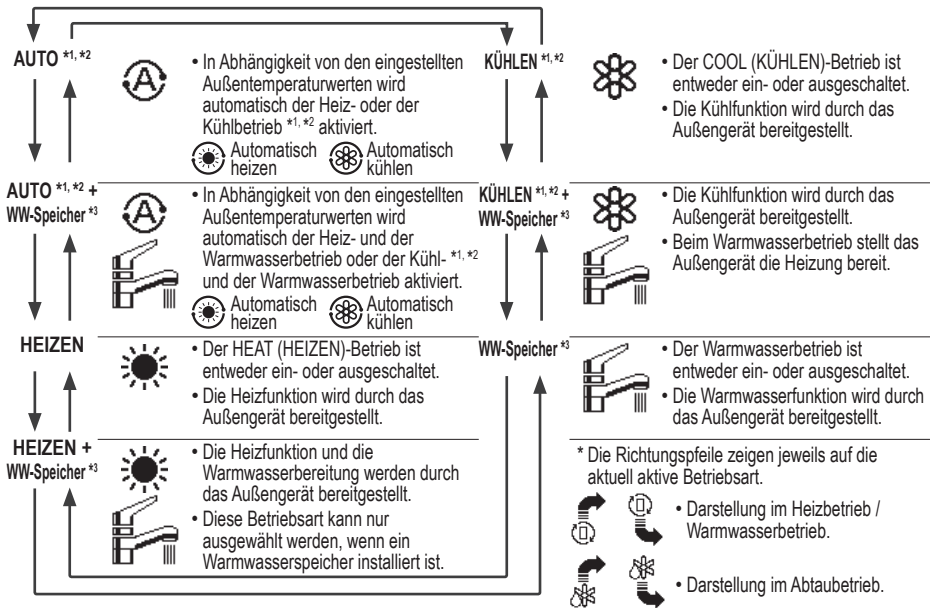 AUTO *1, *2
• In Abhängigkeit von den eingestellten
Außentemperaturwerten wird
automatisch der Heiz- oder der
Kühlbetrieb *1, *2 aktiviert.
Automatisch
heizen
Automatisch
kühlen
AUTO *1, *2 +
WW-Speicher *3
• In Abhängigkeit von den eingestellten
Außentemperaturwerten wird
automatisch der Heiz- und der
Warmwasserbetrieb oder der Kühl- *1, *2
und der Warmwasserbetrieb aktiviert.
Automatisch
heizen
Automatisch
kühlen
HEIZEN
• Der HEAT (HEIZEN)-Betrieb ist
entweder ein- oder ausgeschaltet.
• Die Heizfunktion wird durch das
Außengerät bereitgestellt.
HEIZEN +
WW-Speicher *3
• Die Heizfunktion und die
Warmwasserbereitung werden durch
das Außengerät bereitgestellt.
• Diese Betriebsart kann nur
ausgewählt werden, wenn ein
Warmwasserspeicher installiert ist.
KÜHLEN *1, *2
• Der COOL (KÜHLEN)-Betrieb ist
entweder ein- oder ausgeschaltet.
• Die Kühlfunktion wird durch das
Außengerät bereitgestellt.
KÜHLEN *1, *2 +
WW-Speicher *3
• Die Kühlfunktion wird durch das
Außengerät bereitgestellt.
• Beim Warmwasserbetrieb stellt das
Außengerät die Heizung bereit.
WW-Speicher *3
• Der Warmwasserbetrieb ist
entweder ein- oder ausgeschaltet.
• Die Warmwasserfunktion wird durch
das Außengerät bereitgestellt.
* Die Richtungspfeile zeigen jeweils auf die
aktuell aktive Betriebsart.
• Darstellung im Heizbetrieb /
Warmwasserbetrieb.
• Darstellung im Abtaubetrieb.